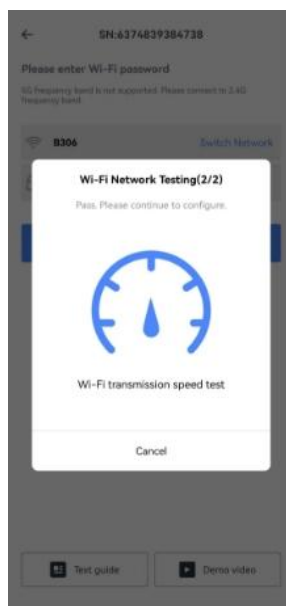 SN:6374839384738
Please enter Wi-Fi password
5G frequency band is not supported. Please connect to 2.4G
frequency band.
B306 Switch Network
Wi-Fi Network Testing(2/2)
Pass. Please continue to configure.
Wi-Fi transmission speed test
Cancel
Test guide Demo video